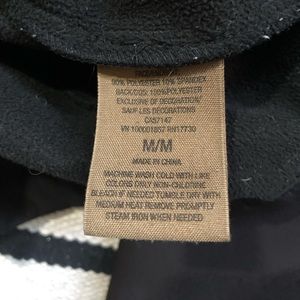 90% POLYESTER 10% SPANDEX
BACK/DOS: 100%POLYESTER
EXCLUSIVE OF DECORATION/
SAUF LES DECORATIONS
CA57147
VN 100001857 RN17730
M/M
MADE IN CHINA
MACHINE WASH COLD WITH LIKE
COLORS ONLY NON-CHLORINE
BLEACH IF NEEDED TUMBLE DRY WITH
MEDIUM HEAT REMOVE PROMPTLY
STEAM IRON WHEN NEEDED